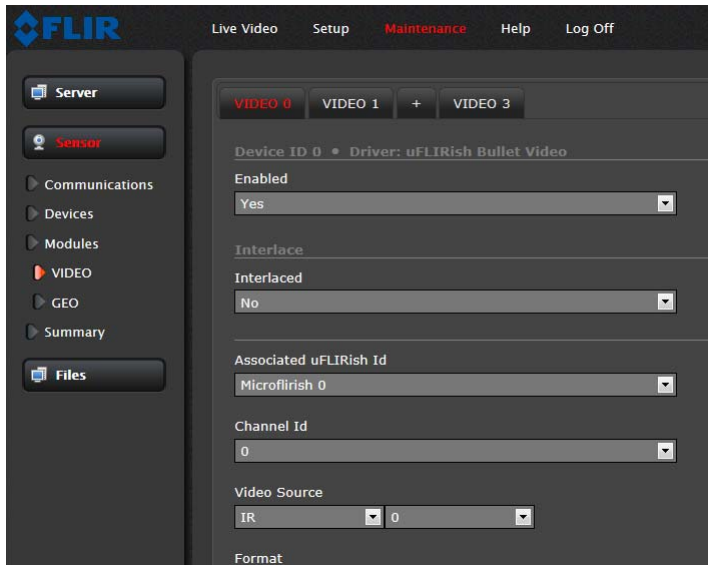 FLIR
Live Video Setup Maintenance Help Log Off
Server
Sensor
Communications
Devices
Modules
VIDEO
GEO
Summary
Files
VIDEO 0 VIDEO 1 + VIDEO 3
Device ID 0 • Driver: uFLIRish Bullet Video
Enabled
Yes
Interlace
Interlaced
No
Associated uFLIRish Id
Microflirish 0
Channel Id
0
Video Source
IR 0
Format